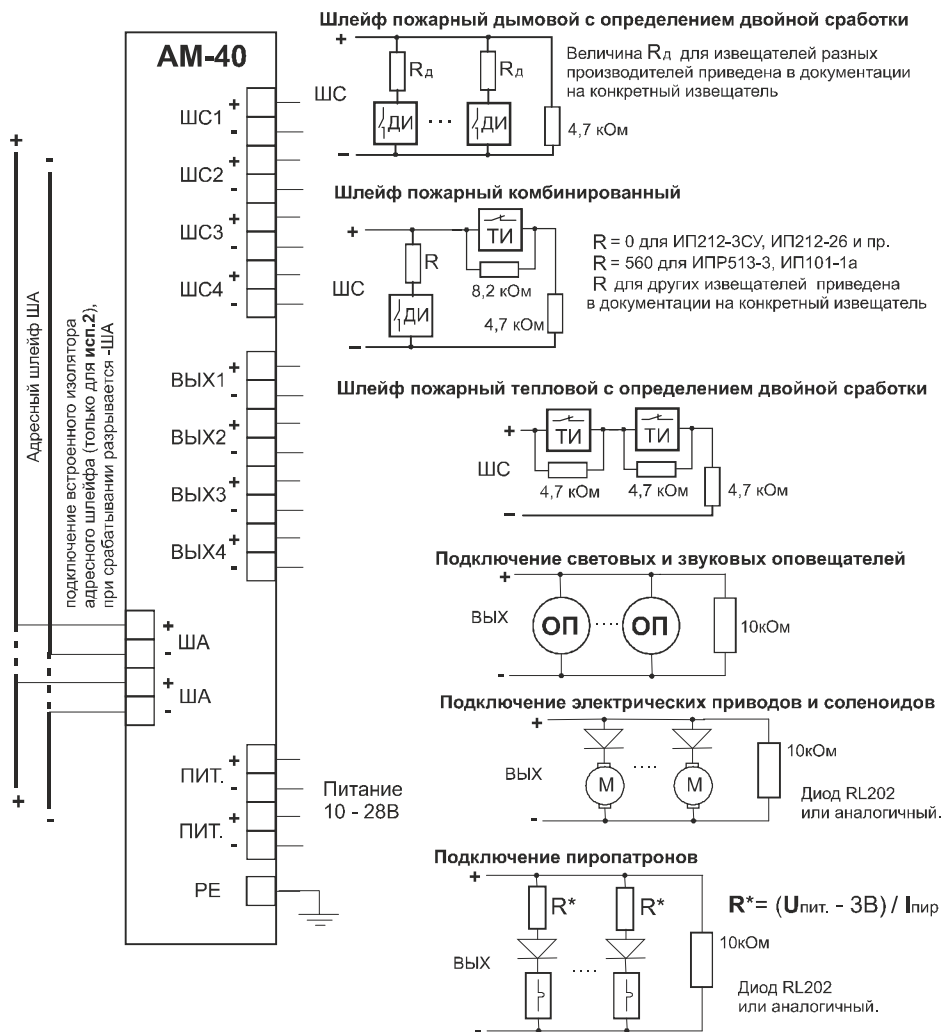 АМ-40
ШС1
+
-
ШС2
+
-
ШС3
+
-
ШС4
+
-
ВЫХ1
+
-
ВЫХ2
+
-
ВЫХ3
+
-
ВЫХ4
+
-
+
ША
-
+
ША
-
ПИТ.
+
-
ПИТ.
+
-
PE
Питание
10 - 28В
+
-
Адресный шлейф ША
подключение встроенного изолятора
адресного шлейфа (только для исп.2),
при срабатывании разрывается -ША
+
-
Шлейф пожарный дымовой с определением двойной сработки
+
Rд
Rд
ШС
ДИ
....
ДИ
4,7 кОм
-
Величина Rд для извещателей разных
производителей приведена в документации
на конкретный извещатель
Шлейф пожарный комбинированный
+
ТИ
R
8,2 кОм
ШС
ДИ
4,7 кОм
-
R = 0 для ИП212-3СУ, ИП212-26 и пр.
R = 560 для ИПР513-3, ИП101-1а
R для других извещателей приведена
в документации на конкретный извещатель
Шлейф пожарный тепловой с определением двойной сработки
+
ТИ
ТИ
ШС
4,7 кОм
4,7 кОм
4,7 кОм
-
Подключение световых и звуковых оповещателей
+
ВЫХ
ОП
....
ОП
10кОм
-
Подключение электрических приводов и соленоидов
+
10кОм
ВЫХ
М
....
М
Диод RL202
или аналогичный.
-
Подключение пиропатронов
+
R*
R*
R*= (Uпит. - 3В) / Iпир
10кОм
ВЫХ
....
Диод RL202
или аналогичный.
-